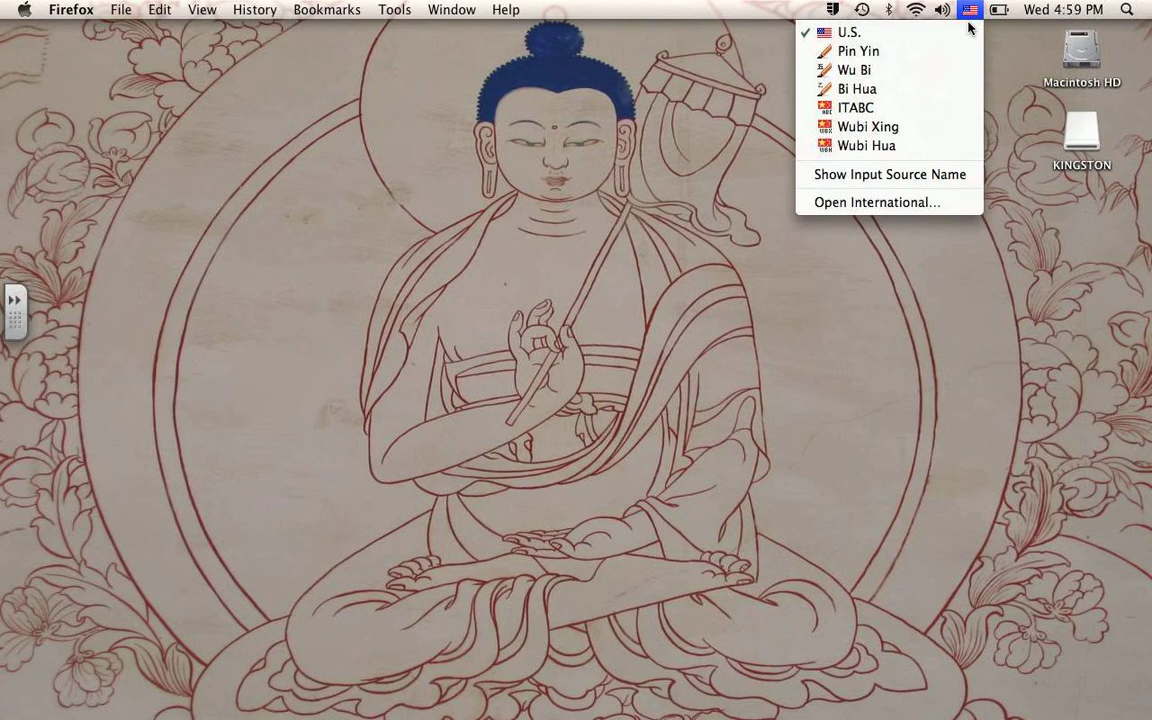 Firefox File Edit View History Bookmarks Tools Window Help Wed 4:59 PM
U.S.
Pin Yin
Wu Bi
Bi Hua
ITABC
Wubi Xing
Wubi Hua
Show Input Source Name
Open International...
Macintosh HD
KINGSTON